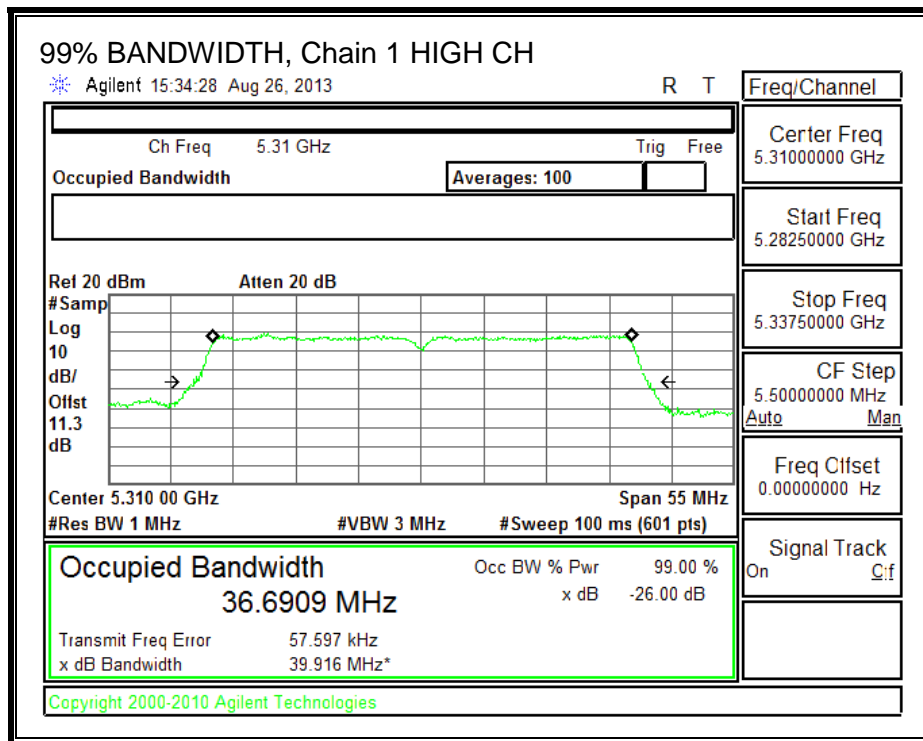 99% BANDWIDTH, Chain 1 HIGH CH
Agilent 15:34:28 Aug 26, 2013 R T
Freq/Channel
Ch Freq 5.31 GHz Trig Free
Occupied Bandwidth Averages: 100
Center Freq
5.31000000 GHz
Start Freq
5.28250000 GHz
Stop Freq
5.33750000 GHz
CF Step
5.50000000 MHz
Auto Man
Freq Offset
0.00000000 Hz
Signal Track
On Off
Ref 20 dBm Atten 20 dB
#Samp
Log
10
dB/
Offst
11.3
dB
Center 5.310 00 GHz Span 55 MHz
#Res BW 1 MHz #VBW 3 MHz #Sweep 100 ms (601 pts)
Occupied Bandwidth
36.6909 MHz
Occ BW % Pwr 99.00 %
x dB -26.00 dB
Transmit Freq Error 57.597 kHz
x dB Bandwidth 39.916 MHz*
Copyright 2000-2010 Agilent Technologies